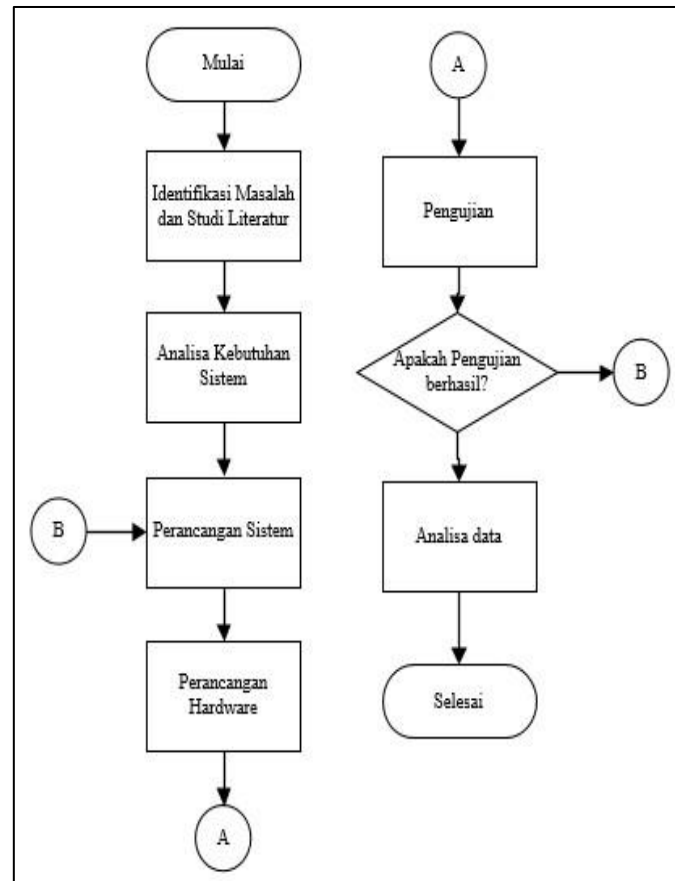 Mulai
Identifikasi Masalah
dan Studi Literatur
Analisa Kebutuhan
Sistem
B
Perancangan Sistem
Perancangan
Hardware
A
A
Pengujian
Apakah Pengujian
berhasil?
B
Analisa data
Selesai